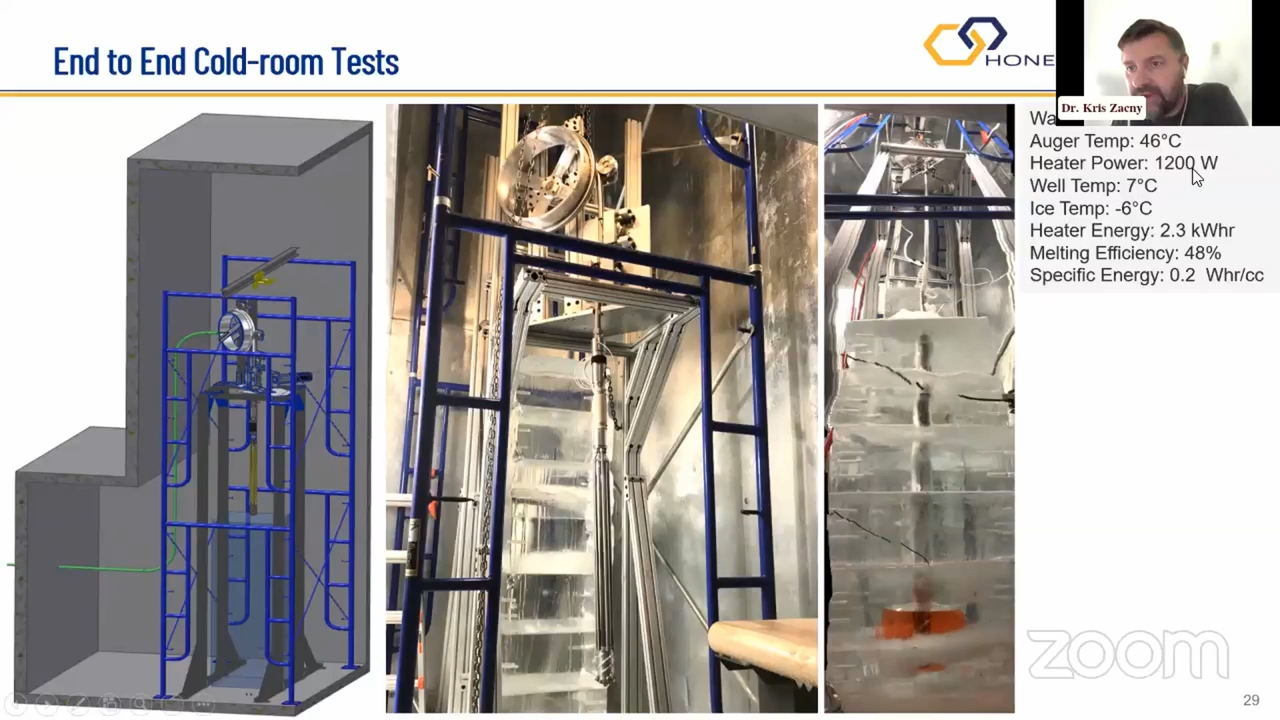 End to End Cold-room Tests
HONE
Dr. Kris Zacny
Wa
Auger Temp: 46°C
Heater Power: 1200 W
Well Temp: 7°C
Ice Temp: -6°C
Heater Energy: 2.3 kWhr
Melting Efficiency: 48%
Specific Energy: 0.2 Whr/cc
zoom
29